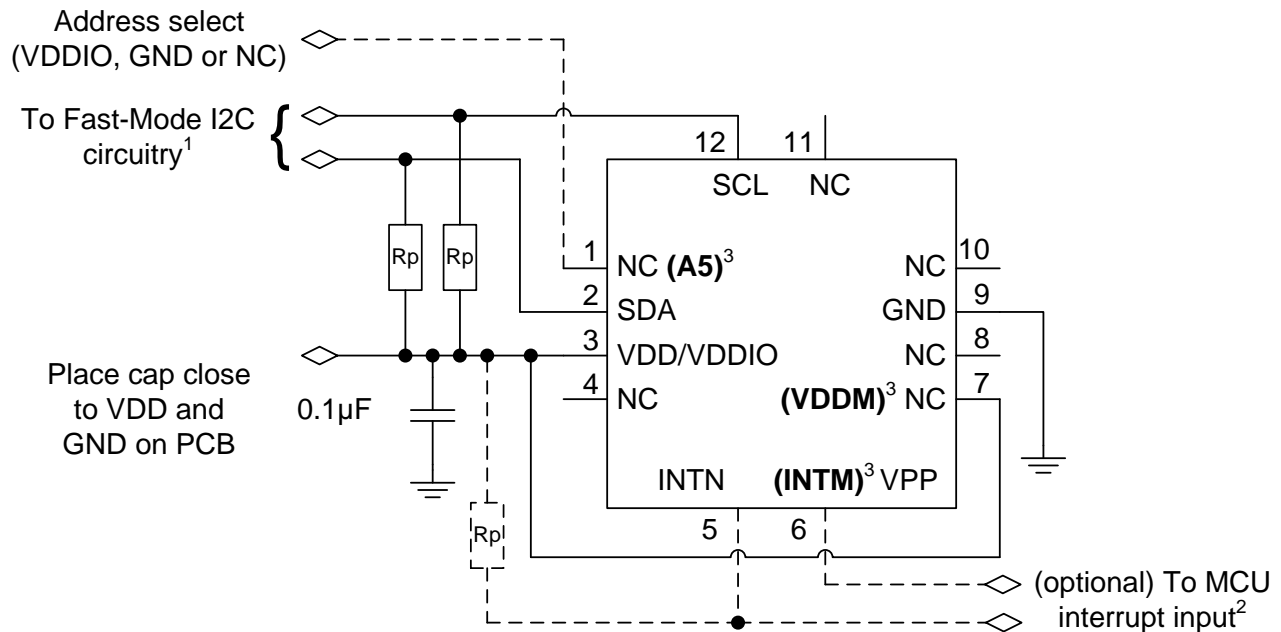 Address select
(VDDIO, GND or NC)
To Fast-Mode I2C
circuitry1
{
12
11
SCL
NC
Rp
Rp
1
NC (A5)3
10
NC
2
SDA
9
GND
3
VDD/VDDIO
8
NC
4
NC
7
(VDDM)3 NC
Place cap close
to VDD and
GND on PCB
0.1µF
INTN
(INTM)3 VPP
5
6
Rp
(optional) To MCU
interrupt input2